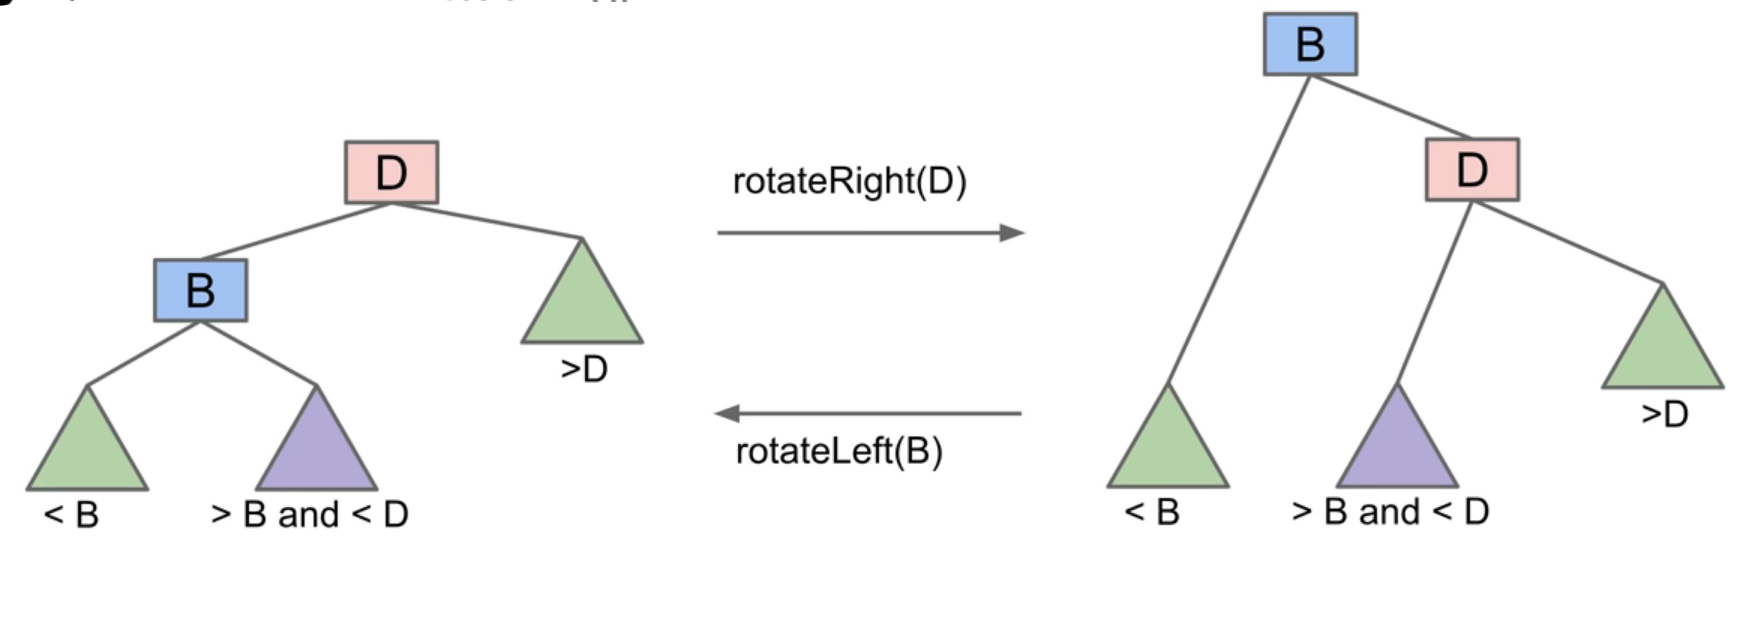 B
D
rotateRight(D)
D
B
>D
>D
rotateLeft(B)
< B
> B and < D
< B
> B and < D